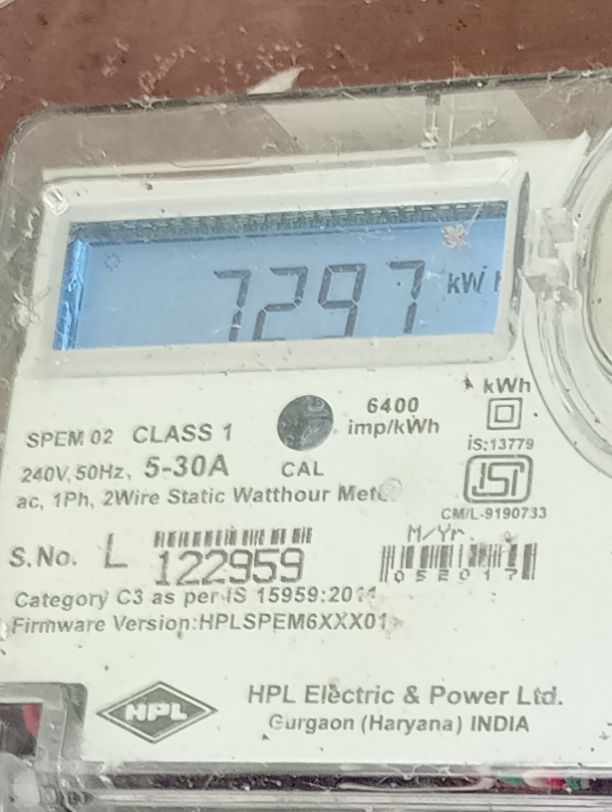 7297 kWh
kWh
6400
imp/kWh
SPEM 02 CLASS 1
CAL
240V, 50Hz, 5-30A
ac, 1Ph, 2Wire Static Watthour Meter
IS:13779
ISI
CM/L-9190733
M/Yr.
052017
S.No. L 122959
Category C3 as per IS 15959:2011
Firmware Version:HPLSPEM6XXX01
HPL
HPL Electric & Power Ltd.
Gurgaon (Haryana) INDIA